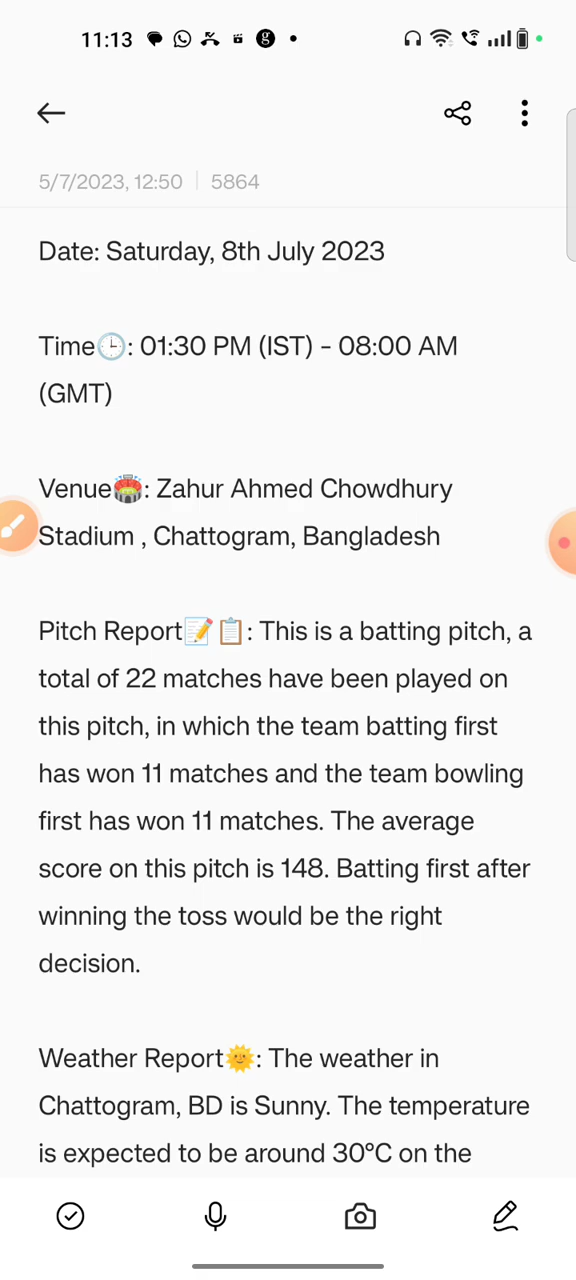 11:13
5/7/2023, 12:50 | 5864
Date: Saturday, 8th July 2023
Time🕒: 01:30 PM (IST) - 08:00 AM
(GMT)
Venue🏟️: Zahur Ahmed Chowdhury
Stadium , Chattogram, Bangladesh
Pitch Report📝📋: This is a batting pitch, a
total of 22 matches have been played on
this pitch, in which the team batting first
has won 11 matches and the team bowling
first has won 11 matches. The average
score on this pitch is 148. Batting first after
winning the toss would be the right
decision.
Weather Report🌞: The weather in
Chattogram, BD is Sunny. The temperature
is expected to be around 30°C on the